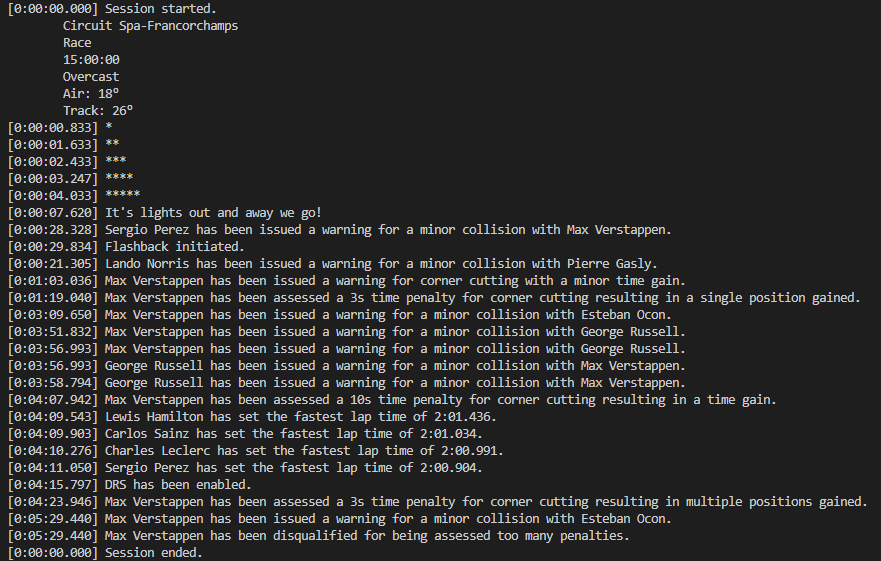 [0:00:00.000] Session started.
Circuit Spa-Francorchamps
Race
15:00:00
Overcast
Air: 18º
Track: 26º
[0:00:00.833] *
[0:00:01.633] **
[0:00:02.433] ***
[0:00:03.247] ****
[0:00:04.033] *****
[0:00:07.620] It's lights out and away we go!
[0:00:28.328] Sergio Perez has been issued a warning for a minor collision with Max Verstappen.
[0:00:29.834] Flashback initiated.
[0:00:21.305] Lando Norris has been issued a warning for a minor collision with Pierre Gasly.
[0:01:03.036] Max Verstappen has been issued a warning for corner cutting with a minor time gain.
[0:01:19.040] Max Verstappen has been assessed a 3s time penalty for corner cutting resulting in a single position gained.
[0:03:09.650] Max Verstappen has been issued a warning for a minor collision with Esteban Ocon.
[0:03:51.832] Max Verstappen has been issued a warning for a minor collision with George Russell.
[0:03:56.993] Max Verstappen has been issued a warning for a minor collision with George Russell.
[0:03:56.993] George Russell has been issued a warning for a minor collision with Max Verstappen.
[0:03:58.794] George Russell has been issued a warning for a minor collision with Max Verstappen.
[0:04:07.942] Max Verstappen has been assessed a 10s time penalty for corner cutting resulting in a time gain.
[0:04:09.543] Lewis Hamilton has set the fastest lap time of 2:01.436.
[0:04:09.903] Carlos Sainz has set the fastest lap time of 2:01.034.
[0:04:10.276] Charles Leclerc has set the fastest lap time of 2:00.991.
[0:04:11.050] Sergio Perez has set the fastest lap time of 2:00.904.
[0:04:15.797] DRS has been enabled.
[0:04:23.946] Max Verstappen has been assessed a 3s time penalty for corner cutting resulting in multiple positions gained.
[0:05:29.440] Max Verstappen has been issued a warning for a minor collision with Esteban Ocon.
[0:05:29.440] Max Verstappen has been disqualified for being assessed too many penalties.
[0:00:00.000] Session ended.